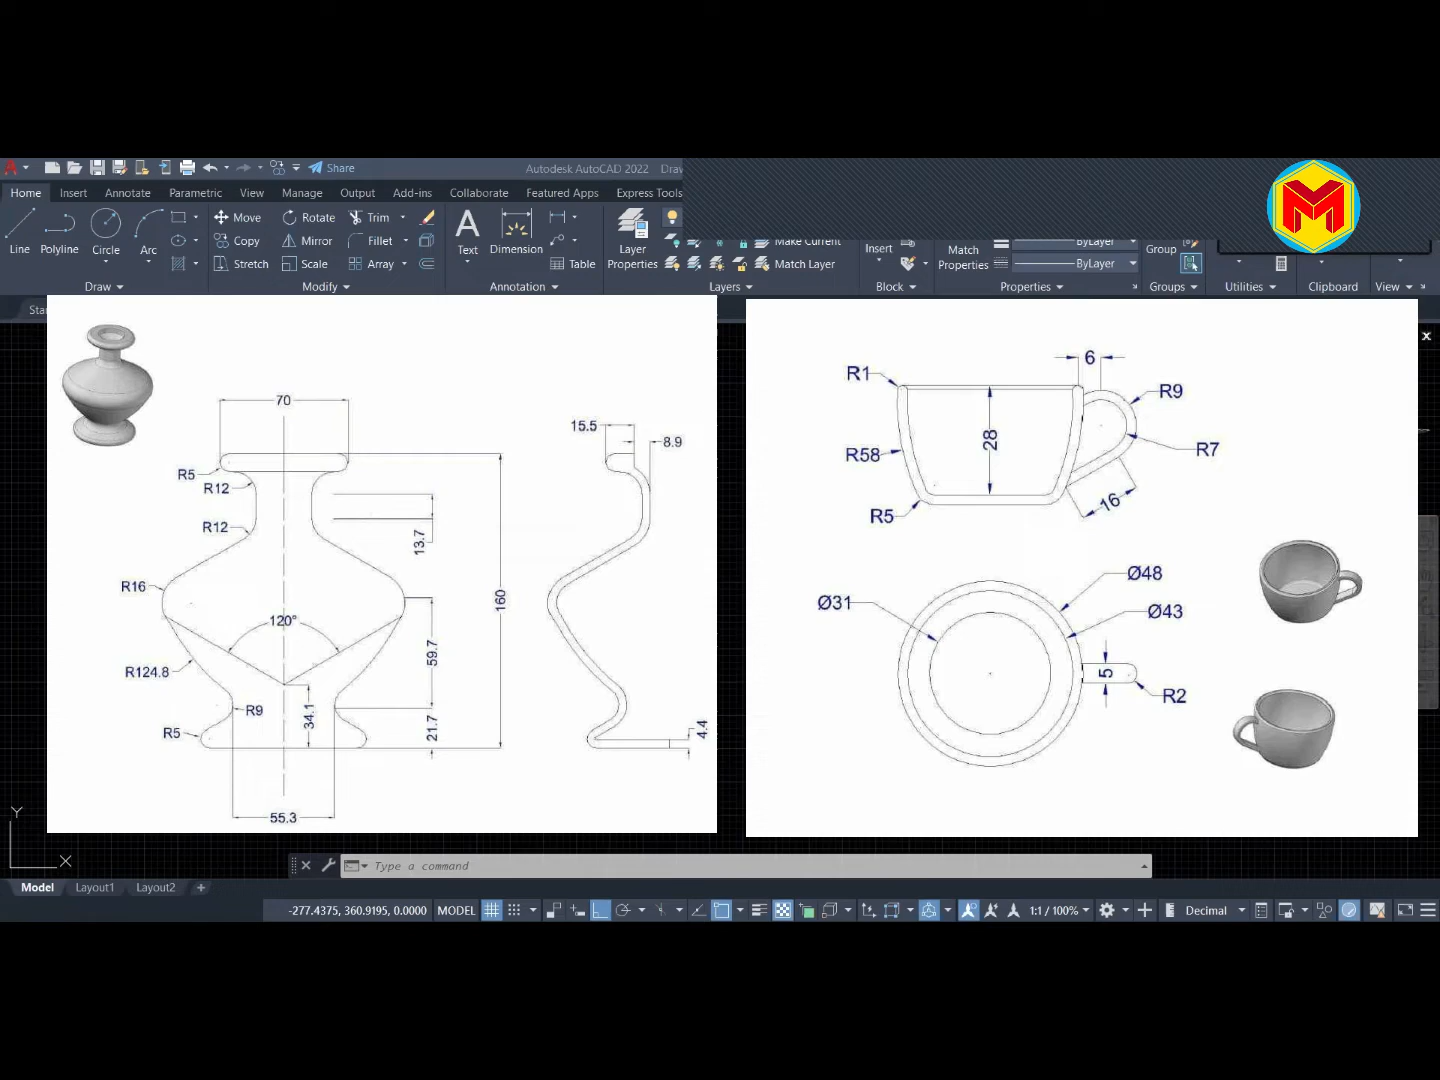 Share
Autodesk AutoCAD 2022 Draw
Home Insert Annotate Parametric View Manage Output Add-ins Collaborate Featured Apps Express Tools
Line Polyline Circle Arc
Move Rotate Trim
Copy Mirror Fillet
Stretch Scale Array
Text Dimension Table
Layer Properties
Make Current
Match Layer
Insert
Match Properties
ByLayer
ByLayer
Group
Draw Modify Annotation Layers Block Properties Groups Utilities Clipboard View
Star
70
R5
R12
R12
R16
120°
R124.8
R9
R5
34.1
55.3
13.7
59.7
21.7
160
15.5
8.9
4.4
6
R1
R9
28
R58
R7
16
R5
Ø48
Ø31
Ø43
5
R2
M
Y
X
Type a command
Model Layout1 Layout2 +
-277.4375, 360.9195, 0.0000 MODEL 1:1 / 100% Decimal